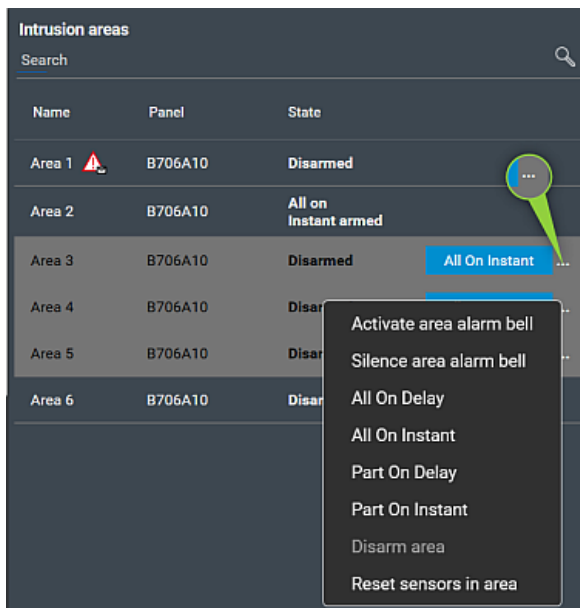 Intrusion areas
Search
Name Panel State
Area 1 B706A10 Disarmed ...
Area 2 B706A10 All on
Instant armed
Area 3 B706A10 Disarmed All On Instant ...
Area 4 B706A10 Disar
Area 5 B706A10 Disar
Area 6 B706A10 Disar
Activate area alarm bell
Silence area alarm bell
All On Delay
All On Instant
Part On Delay
Part On Instant
Disarm area
Reset sensors in area